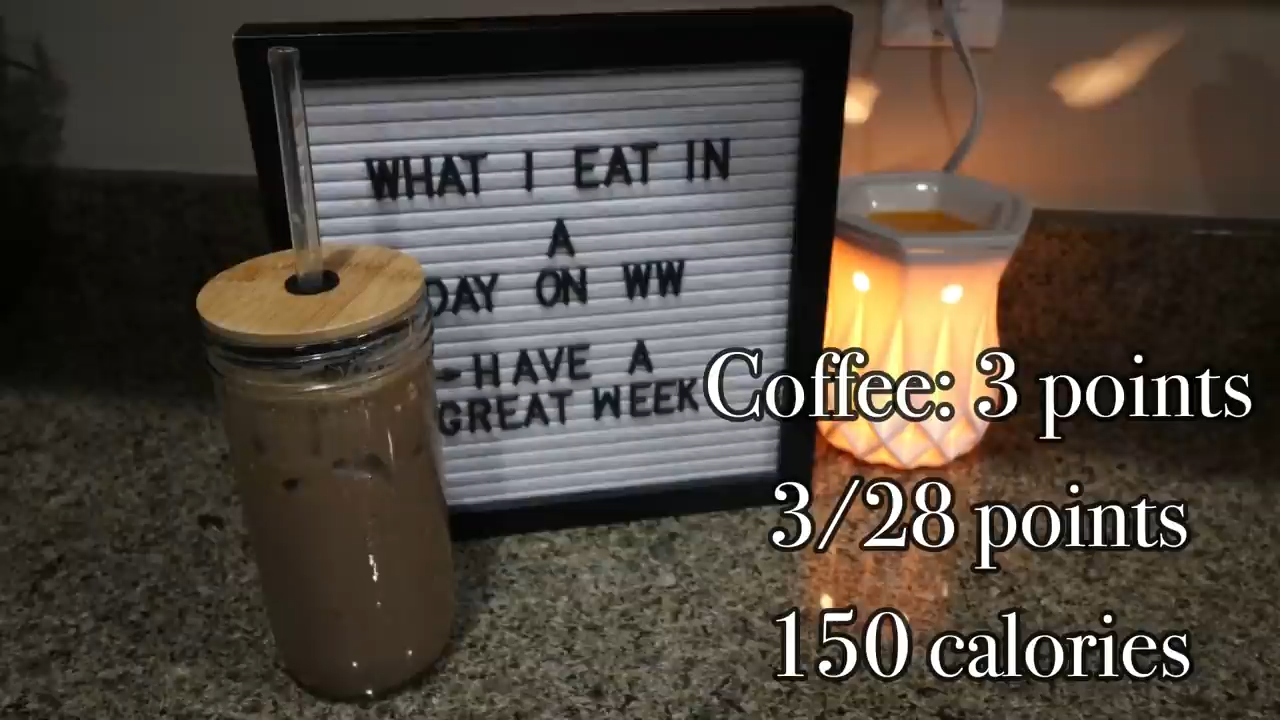 WHAT I EAT IN
A
DAY ON WW
-HAVE A
GREAT WEEK
Coffee: 3 points
3/28 points
150 calories